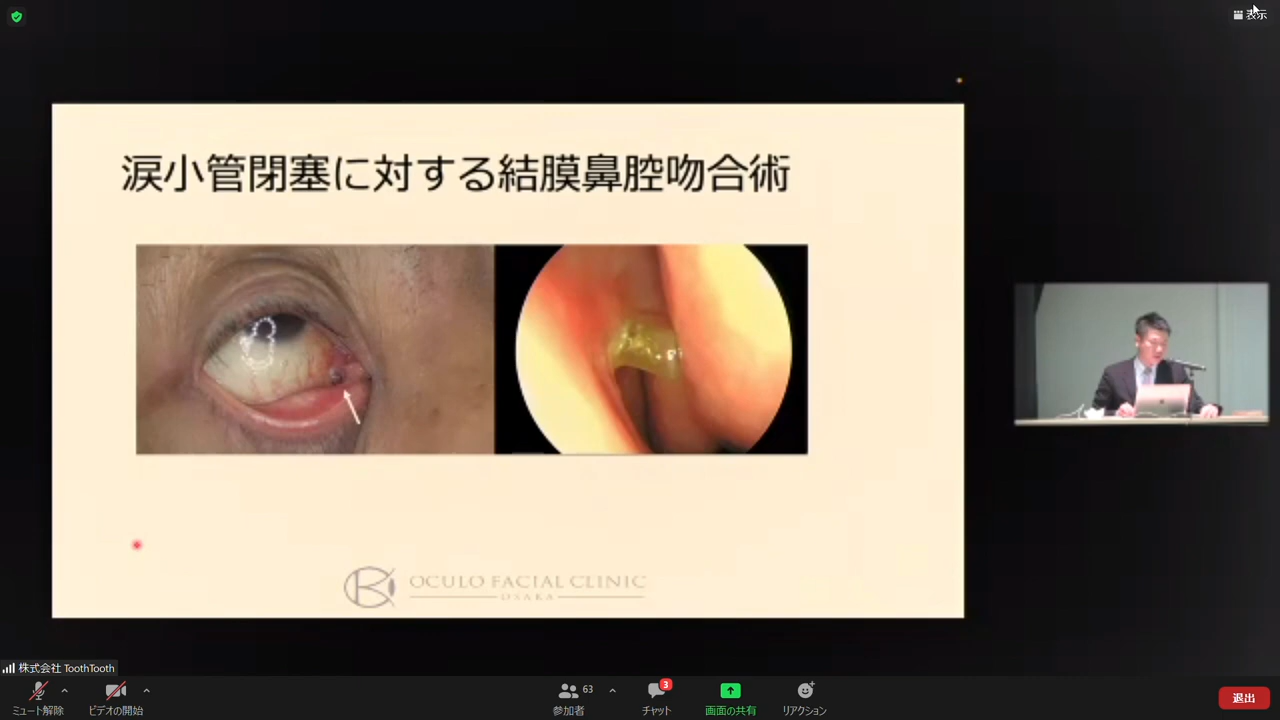 表示
涙小管閉塞に対する結膜鼻腔吻合術
OCULO FACIAL CLINIC
OSAKA
株式会社 ToothTooth
ミュート解除
ビデオの開始
63
参加者
3
チャット
画面の共有
リアクション
退出